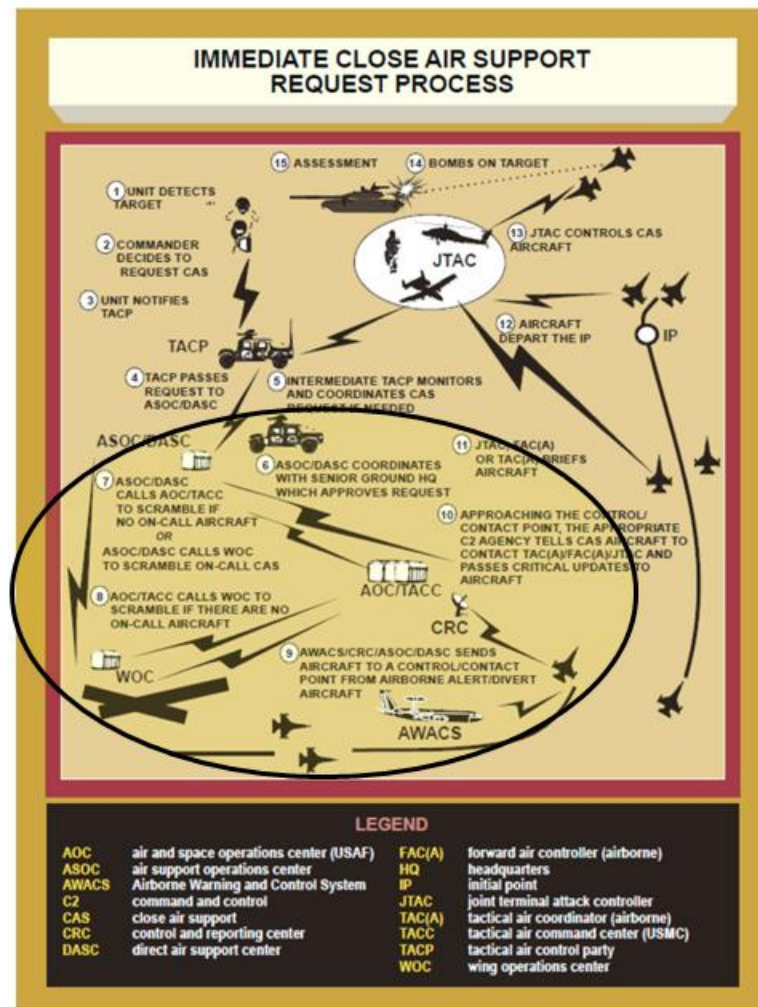 IMMEDIATE CLOSE AIR SUPPORT
REQUEST PROCESS
1 UNIT DETECTS
TARGET
2 COMMANDER
DECIDES TO
REQUEST CAS
3 UNIT NOTIFIES
TACP
TACP
4 TACP PASSES
REQUEST TO
ASOC/DASC
5 INTERMEDIATE TACP MONITORS
AND COORDINATES CAS
REQUEST IF NEEDED
15 ASSESSMENT
14 BOMBS ON TARGET
JTAC
13 JTAC CONTROLS CAS
AIRCRAFT
12 AIRCRAFT
DEPART THE IP
IP
ASOC/DASC
6 ASOC/DASC COORDINATES
WITH SENIOR GROUND HQ
WHICH APPROVES REQUEST
11 JTAC, FAC(A)
OR TAC(A) BRIEFS
AIRCRAFT
7 ASOC/DASC
CALLS AOC/TACC
TO SCRAMBLE IF
NO ON-CALL AIRCRAFT
OR
ASOC/DASC CALLS WOC
TO SCRAMBLE ON-CALL CAS
10 APPROACHING THE CONTROL/
CONTACT POINT, THE APPROPRIATE
C2 AGENCY TELLS CAS AIRCRAFT TO
CONTACT TAC(A)/FAC(A)/JTAC AND
PASSES CRITICAL UPDATES TO
AIRCRAFT
AOC/TACC
8 AOC/TACC CALLS WOC TO
SCRAMBLE IF THERE ARE NO
ON-CALL AIRCRAFT
CRC
WOC
9 AWACS/CRC/ASOC/DASC SENDS
AIRCRAFT TO A CONTROL/CONTACT
POINT FROM AIRBORNE ALERT/DIVERT
AIRCRAFT
AWACS
LEGEND
AOC air and space operations center (USAF)
ASOC air support operations center
AWACS Airborne Warning and Control System
C2 command and control
CAS close air support
CRC control and reporting center
DASC direct air support center
FAC(A) forward air controller (airborne)
HQ headquarters
IP initial point
JTAC joint terminal attack controller
TAC(A) tactical air coordinator (airborne)
TACC tactical air command center (USMC)
TACP tactical air control party
WOC wing operations center